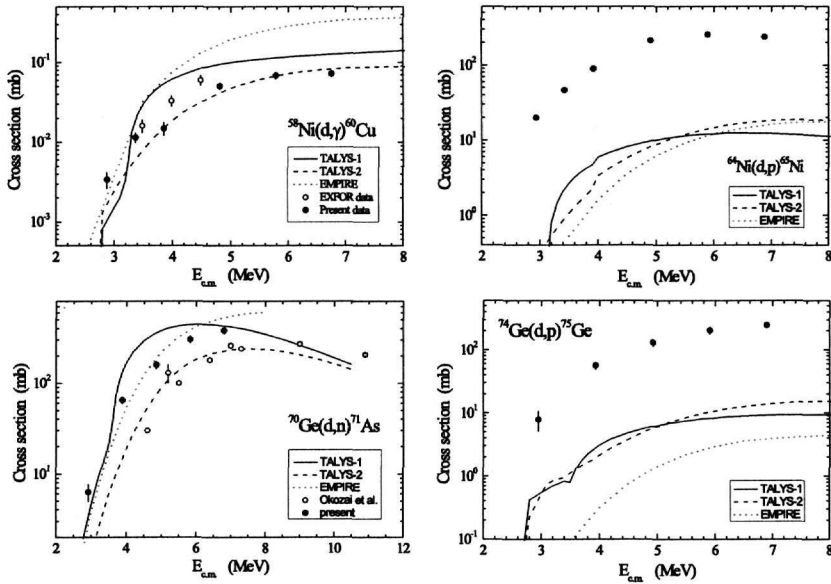 Cross section (mb)
10⁻¹
10⁻²
10⁻³
⁵⁸Ni(d,γ)⁶⁰Cu
TALYS-1
TALYS-2
EMPIRE
EXFOR data
Present data
2 3 4 5 6 7 8
E_c.m. (MeV)
Cross section (mb)
10²
10¹
10⁰
⁶⁴Ni(d,p)⁶⁵Ni
TALYS-1
TALYS-2
EMPIRE
2 3 4 5 6 7 8
E_c.m. (MeV)
Cross section (mb)
10²
10¹
⁷⁰Ge(d,n)⁷¹As
TALYS-1
TALYS-2
EMPIRE
Okozai et al.
present
2 4 6 8 10 12
E_c.m. (MeV)
Cross section (mb)
10²
10¹
10⁰
10⁻¹
⁷⁴Ge(d,p)⁷⁵Ge
TALYS-1
TALYS-2
EMPIRE
2 3 4 5 6 7 8
E_c.m. (MeV)